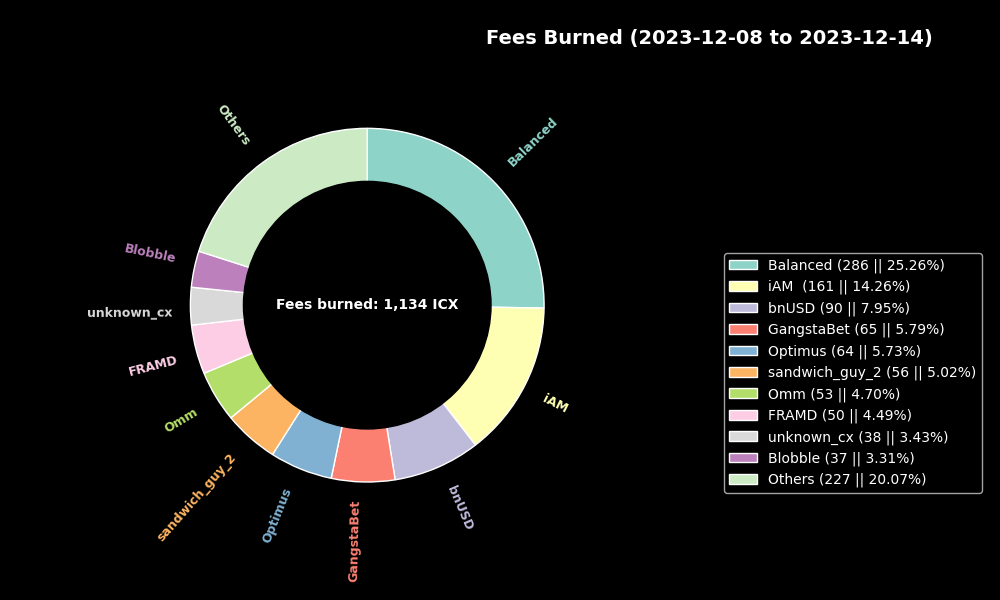 Fees Burned (2023-12-08 to 2023-12-14)
Others
Balanced
Blobble
unknown_cx
Fees burned: 1,134 ICX
FRAMD
iAM
Omm
sandwich_guy_2
Optimus
GangstaBet
bnUSD
Balanced (286 || 25.26%)
iAM  (161 || 14.26%)
bnUSD (90 || 7.95%)
GangstaBet (65 || 5.79%)
Optimus (64 || 5.73%)
sandwich_guy_2 (56 || 5.02%)
Omm (53 || 4.70%)
FRAMD (50 || 4.49%)
unknown_cx (38 || 3.43%)
Blobble (37 || 3.31%)
Others (227 || 20.07%)